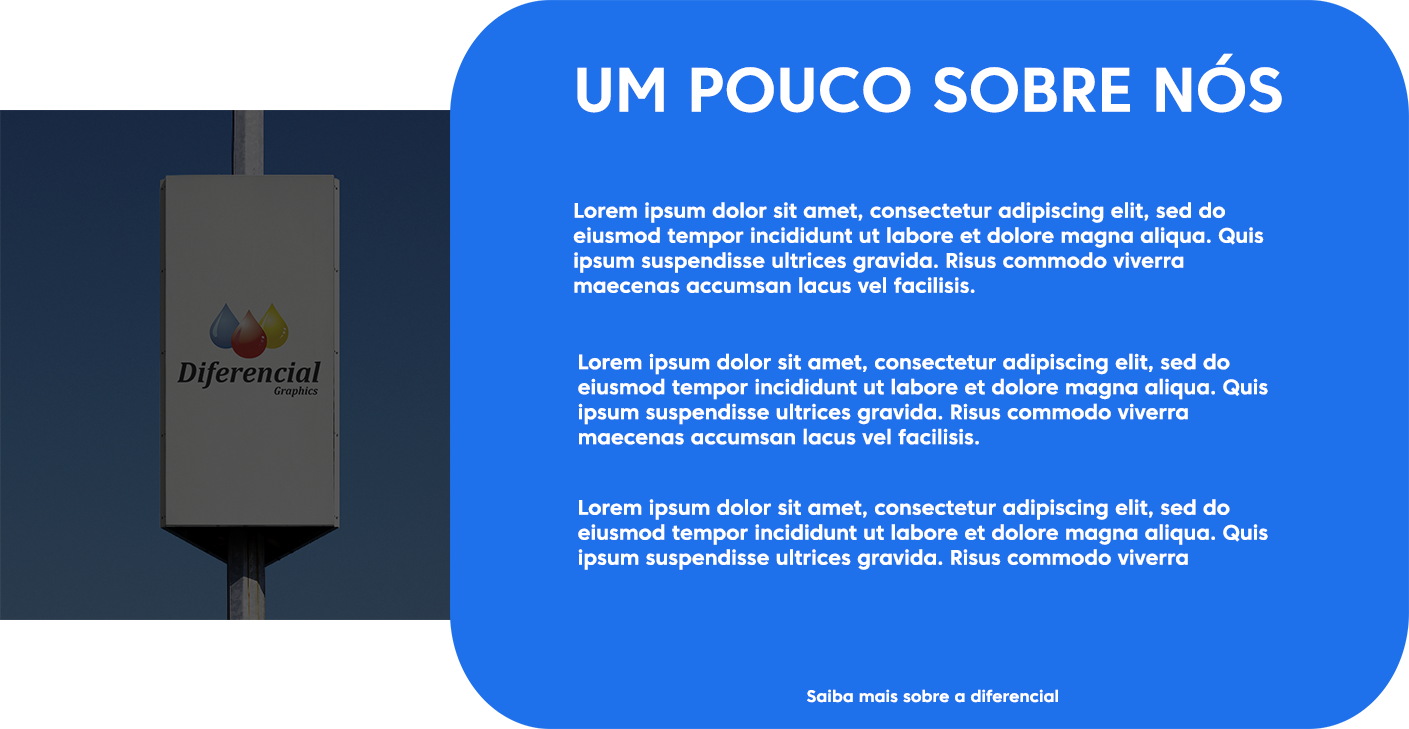 UM POUCO SOBRE NÓS
Lorem ipsum dolor sit amet, consectetur adipiscing elit, sed do
eiusmod tempor incididunt ut labore et dolore magna aliqua. Quis
ipsum suspendisse ultrices gravida. Risus commodo viverra
maecenas accumsan lacus vel facilisis.
Lorem ipsum dolor sit amet, consectetur adipiscing elit, sed do
eiusmod tempor incididunt ut labore et dolore magna aliqua. Quis
ipsum suspendisse ultrices gravida. Risus commodo viverra
maecenas accumsan lacus vel facilisis.
Lorem ipsum dolor sit amet, consectetur adipiscing elit, sed do
eiusmod tempor incididunt ut labore et dolore magna aliqua. Quis
ipsum suspendisse ultrices gravida. Risus commodo viverra
Saiba mais sobre a diferencial
Diferencial
Graphics